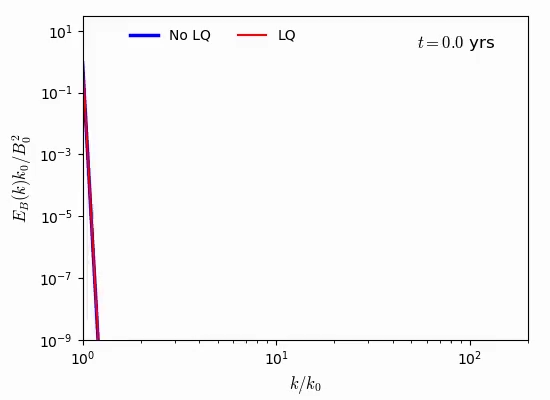 No LQ
LQ
t = 0.0 yrs
E_B(k)k_0/B_0^2
10^1
10^-1
10^-3
10^-5
10^-7
10^-9
10^0
10^1
10^2
k/k_0